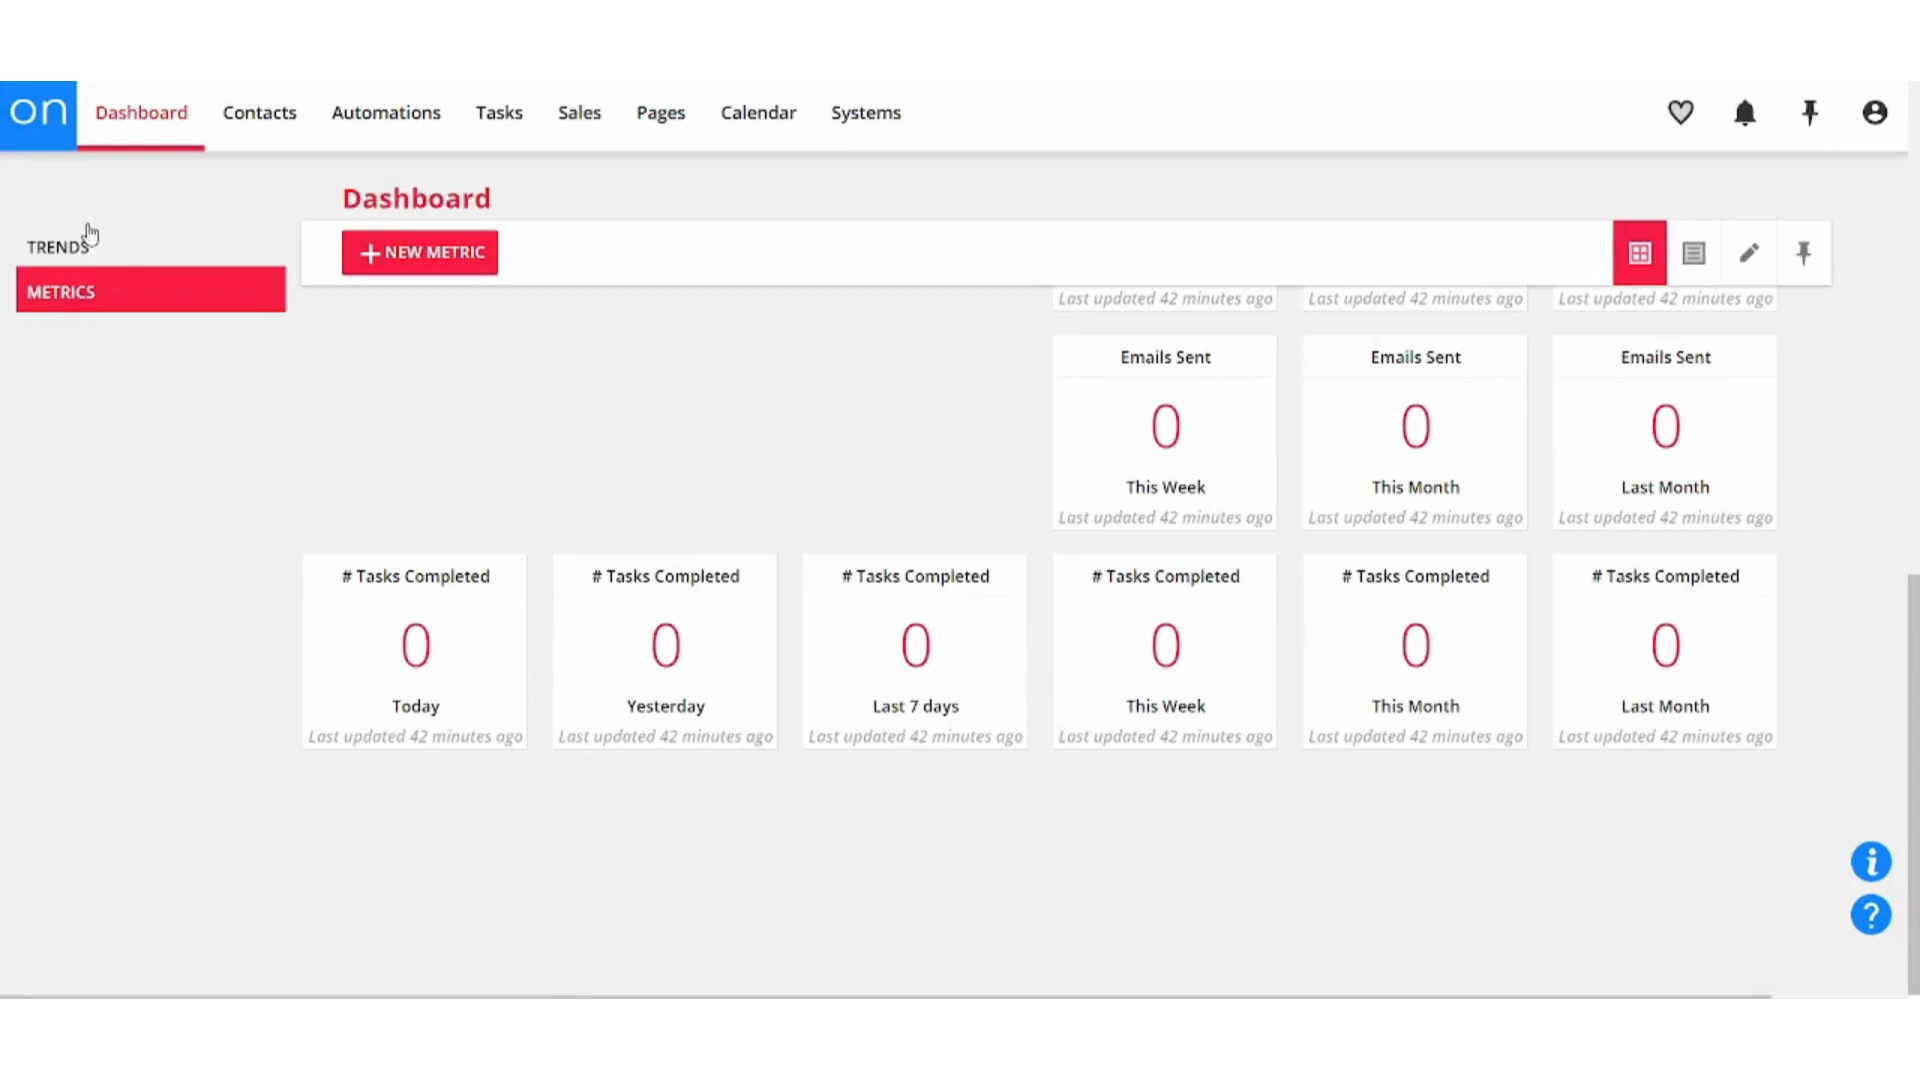 on Dashboard Contacts Automations Tasks Sales Pages Calendar Systems
Dashboard
TRENDS
METRICS
NEW METRIC
Last updated 42 minutes ago Last updated 42 minutes ago Last updated 42 minutes ago
Emails Sent Emails Sent Emails Sent
0 0 0
This Week This Month Last Month
Last updated 42 minutes ago Last updated 42 minutes ago Last updated 42 minutes ago
# Tasks Completed # Tasks Completed # Tasks Completed # Tasks Completed # Tasks Completed # Tasks Completed
0 0 0 0 0 0
Today Yesterday Last 7 days This Week This Month Last Month
Last updated 42 minutes ago Last updated 42 minutes ago Last updated 42 minutes ago Last updated 42 minutes ago Last updated 42 minutes ago Last updated 42 minutes ago
i
?